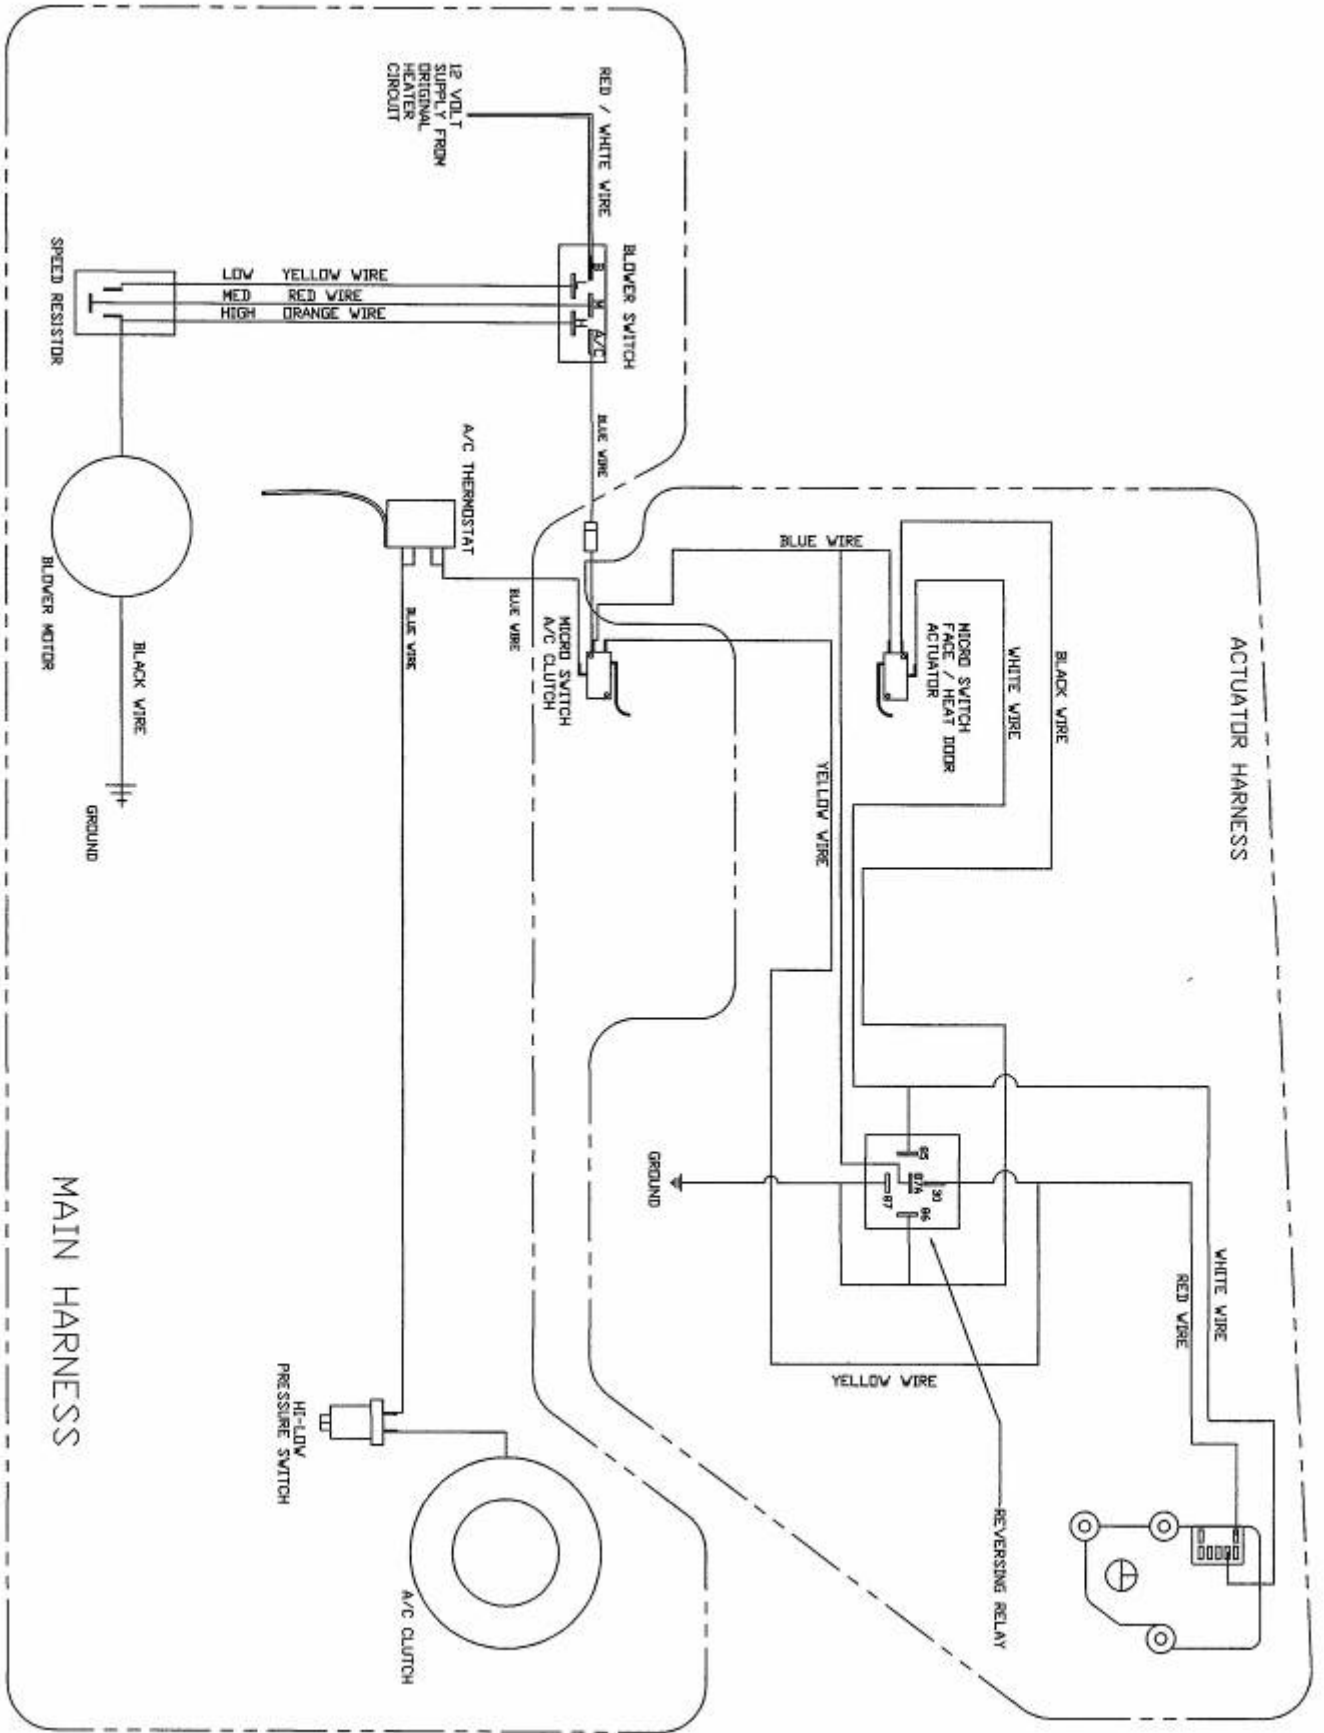 ACTUATOR HARNESS
BLACK WIRE
WHITE WIRE
MICRO SWITCH
FACE / HEAT DOOR
ACTUATOR
BLUE WIRE
YELLOW WIRE
WHITE WIRE
RED WIRE
REVERSING RELAY
85
87A
30
87
86
GROUND
YELLOW WIRE
BLOWER SWITCH
RED / WHITE WIRE
B
L
M
H
A/C
12 VOLT
SUPPLY FROM
ORIGINAL
HEATER
CIRCUIT
LOW YELLOW WIRE
MED RED WIRE
HIGH ORANGE WIRE
SPEED RESISTOR
BLUE WIRE
MICRO SWITCH
A/C CLUTCH
BLUE WIRE
A/C THERMOSTAT
BLUE WIRE
BLOWER MOTOR
BLACK WIRE
GROUND
HI-LOW
PRESSURE SWITCH
A/C CLUTCH
MAIN HARNESS